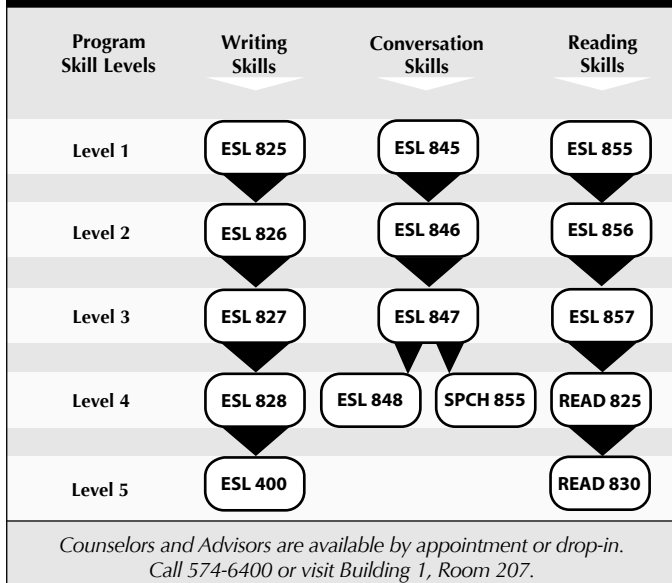 Program Skill Levels
Writing Skills
Conversation Skills
Reading Skills
Level 1
ESL 825
ESL 845
ESL 855
Level 2
ESL 826
ESL 846
ESL 856
Level 3
ESL 827
ESL 847
ESL 857
Level 4
ESL 828
ESL 848
SPCH 855
READ 825
Level 5
ESL 400
READ 830
Counselors and Advisors are available by appointment or drop-in.
Call 574-6400 or visit Building 1, Room 207.